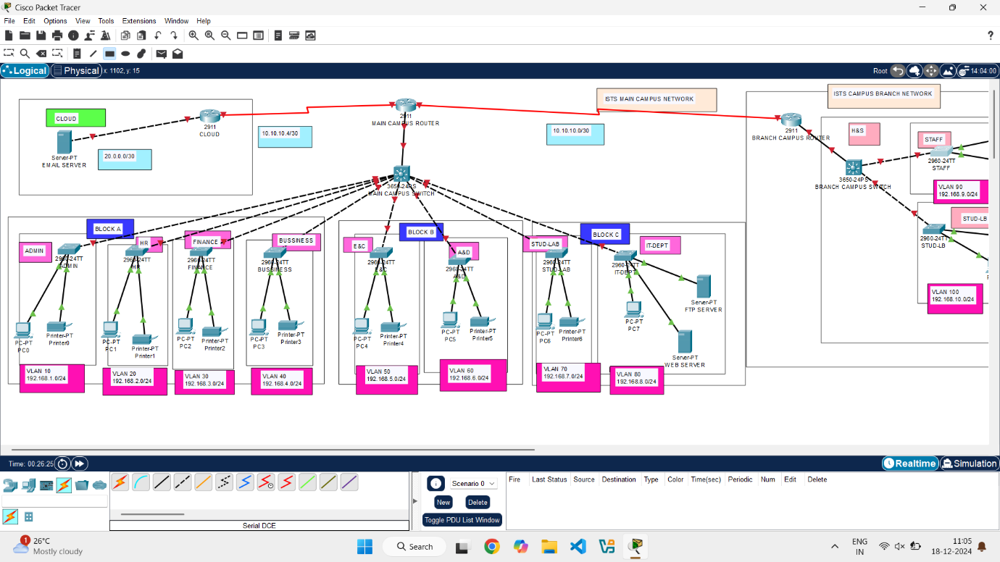 Cisco Packet Tracer
File Edit Options View Tools Extensions Window Help
?
Logical
Physical
x: 1102, y: 15
Root
14:04:00
CLOUD
Server-PT
EMAIL SERVER
20.0.0.0/30
2911
CLOUD
10.10.10.4/30
2911
MAIN CAMPUS ROUTER
ISTS MAIN CAMPUS NETWORK
10.10.10.0/30
ISTS CAMPUS BRANCH NETWORK
2911
BRANCH CAMPUS ROUTER
H&S
STAFF
2960-24TT
STAFF
3650-24PS
BRANCH CAMPUS SWITCH
VLAN 90
192.168.9.0/24
STUD-LB
2960-24TT
STUD-LB
VLAN 100
192.168.10.0/24
3650-24PS
MAIN CAMPUS SWITCH
BLOCK A
ADMIN
2960-24TT
ADMIN
HR
2960-24TT
HR
FINANCE
2960-24TT
FINANCE
BUSSINESS
2960-24TT
BUSSINESS
BLOCK B
E&C
2960-24TT
E&C
A&D
2960-24TT
A&D
BLOCK C
STUD-LAB
2960-24TT
STUD-LAB
IT-DEPT
2960-24TT
IT-DEPT
Server-PT
FTP SERVER
PC-PT
PC7
Server-PT
WEB SERVER
PC-PT
PC0
Printer-PT
Printer0
PC-PT
PC1
Printer-PT
Printer1
PC-PT
PC2
Printer-PT
Printer2
PC-PT
PC3
Printer-PT
Printer3
PC-PT
PC4
Printer-PT
Printer4
PC-PT
PC5
Printer-PT
Printer5
PC-PT
PC6
Printer-PT
Printer6
VLAN 10
192.168.1.0/24
VLAN 20
192.168.2.0/24
VLAN 30
192.168.3.0/24
VLAN 40
192.168.4.0/24
VLAN 50
192.168.5.0/24
VLAN 60
192.168.6.0/24
VLAN 70
192.168.7.0/24
VLAN 80
192.168.8.0/24
Time: 00:26:25
Realtime
Simulation
Serial DCE
Scenario 0
New
Delete
Toggle PDU List Window
Fire Last Status Source Destination Type Color Time(sec) Periodic Num Edit Delete
1
26°C
Mostly cloudy
Search
ENG
IN
11:05
18-12-2024